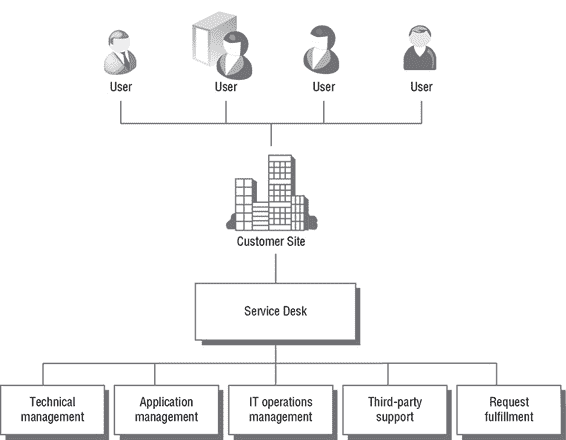 User
User
User
User
Customer Site
Service Desk
Technical
management
Application
management
IT operations
management
Third-party
support
Request
fulfillment